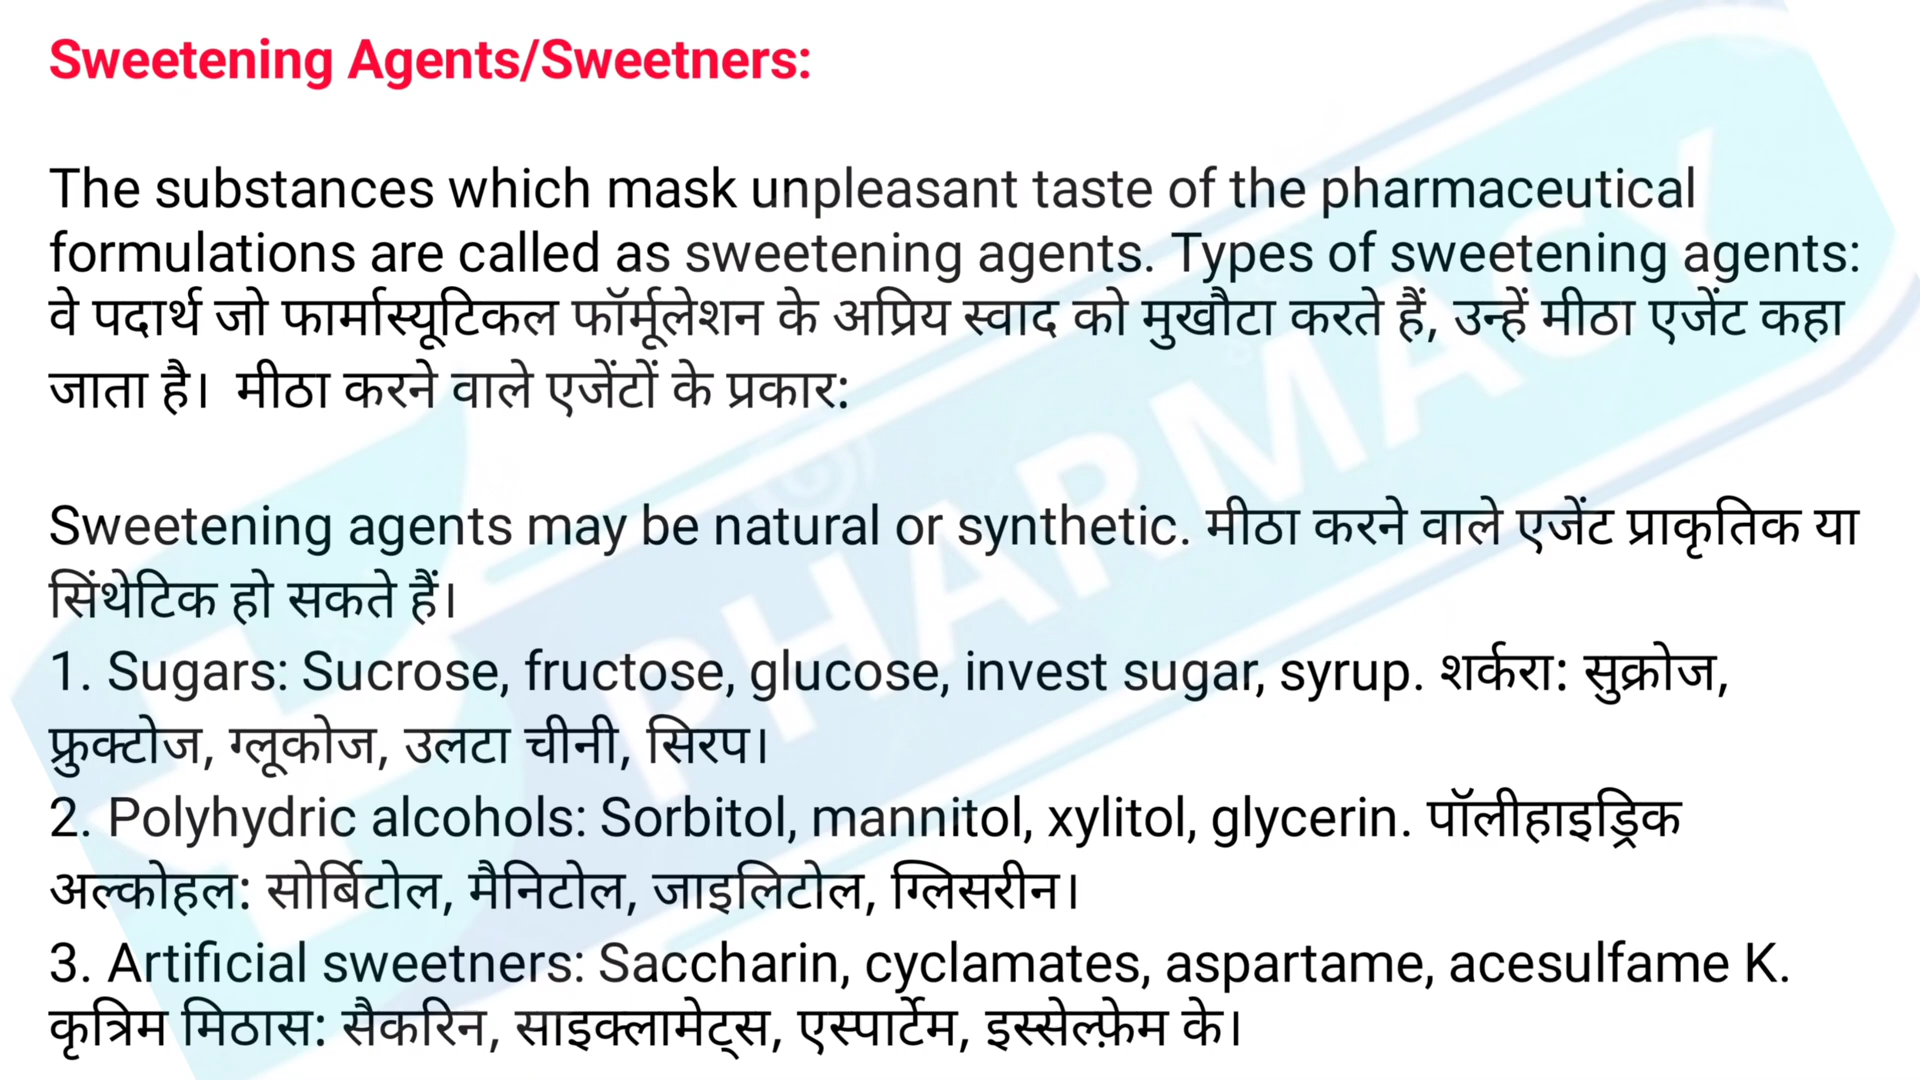 Sweetening Agents/Sweetners:
The substances which mask unpleasant taste of the pharmaceutical
formulations are called as sweetening agents. Types of sweetening agents:
वे पदार्थ जो फार्मास्यूटिकल फॉर्मूलेशन के अप्रिय स्वाद को मुखौटा करते हैं, उन्हें मीठा एजेंट कहा
जाता है। मीठा करने वाले एजेंटों के प्रकार:
Sweetening agents may be natural or synthetic. मीठा करने वाले एजेंट प्राकृतिक या
सिंथेटिक हो सकते हैं।
1. Sugars: Sucrose, fructose, glucose, invest sugar, syrup. शर्करा: सुक्रोज,
फ्रुक्टोज, ग्लूकोज, उलटा चीनी, सिरप।
2. Polyhydric alcohols: Sorbitol, mannitol, xylitol, glycerin. पॉलीहाइड्रिक
अल्कोहल: सोर्बिटोल, मैनिटोल, जाइलिटोल, ग्लिसरीन।
3. Artificial sweetners: Saccharin, cyclamates, aspartame, acesulfame K.
कृत्रिम मिठास: सैकरिन, साइक्लामेट्स, एस्पार्टेम, इस्सेल्फ़ेम के।
PHARMACY